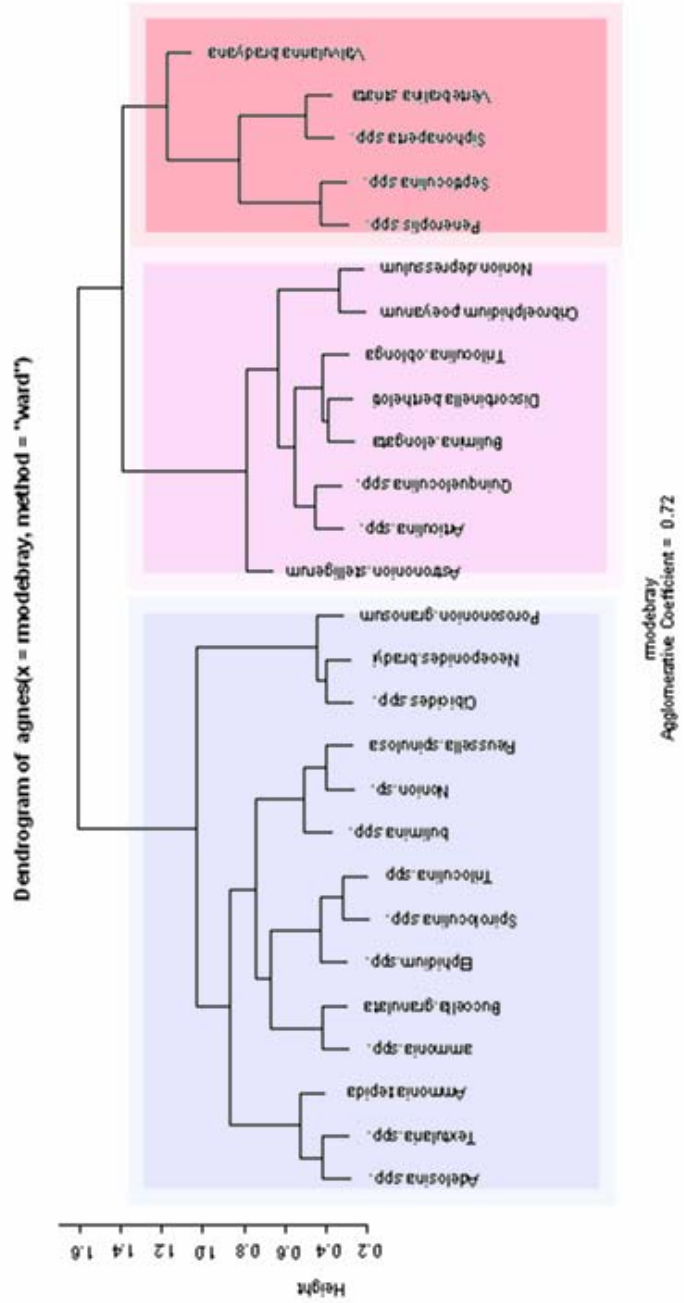 Dendrogram of agnes(x = rmodebray, method = "ward")
Height
1.6
1.4
1.2
1.0
0.8
0.6
0.4
0.2
Adelosina.spp.
Textularia.spp.
Ammonia.tepida
ammonia.spp.
Buccella.granulata
Elphidium.spp.
Spiroloculina.spp.
Triloculina.spp.
bulimina.spp.
Nonion.sp.
Reussella.spinulosa
Cibicides.spp.
Neoeponides.bradyi
Porosononion.granosum
Astrononion.stelligerum
Articulina.spp.
Quinqueloculina.spp.
Bulimina.elongata
Discorbinella.bertheloti
Triloculina.oblonga
Cribroelphidium.poeyanum
Nonion.depressulum
Peneroplis.spp.
Septloculina.spp.
Siphonaperta.spp.
Vertebralina.striata
Valvulanna.bradyana
rmodebray
Agglomerative Coefficient = 0.72